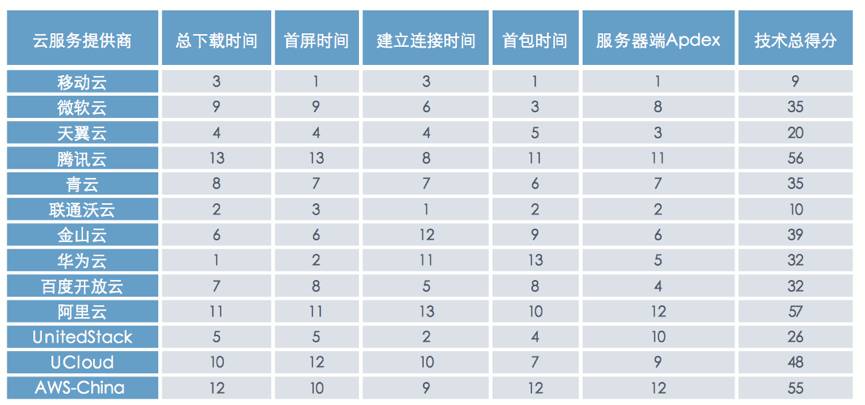 云服务提供商 总下载时间 首屏时间 建立连接时间 首包时间 服务器端Apdex 技术总得分
移动云 3 1 3 1 1 9
微软云 9 9 6 3 8 35
天翼云 4 4 4 5 3 20
腾讯云 13 13 8 11 11 56
青云 8 7 7 6 7 35
联通沃云 2 3 1 2 2 10
金山云 6 6 12 9 6 39
华为云 1 2 11 13 5 32
百度开放云 7 8 5 8 4 32
阿里云 11 11 13 10 12 57
UnitedStack 5 5 2 4 10 26
UCloud 10 12 10 7 9 48
AWS-China 12 10 9 12 12 55